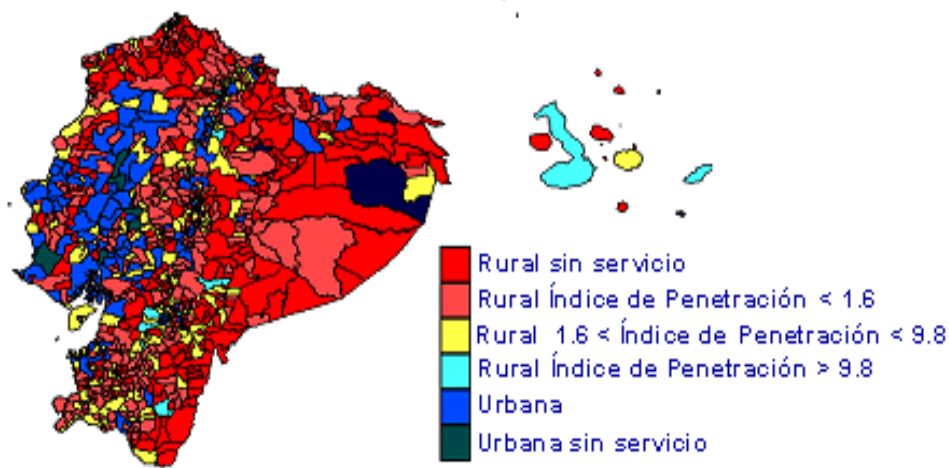 Rural sin servicio
Rural Índice de Penetración < 1.6
Rural 1.6 < Índice de Penetración < 9.8
Rural Índice de Penetración > 9.8
Urbana
Urbana sin servicio